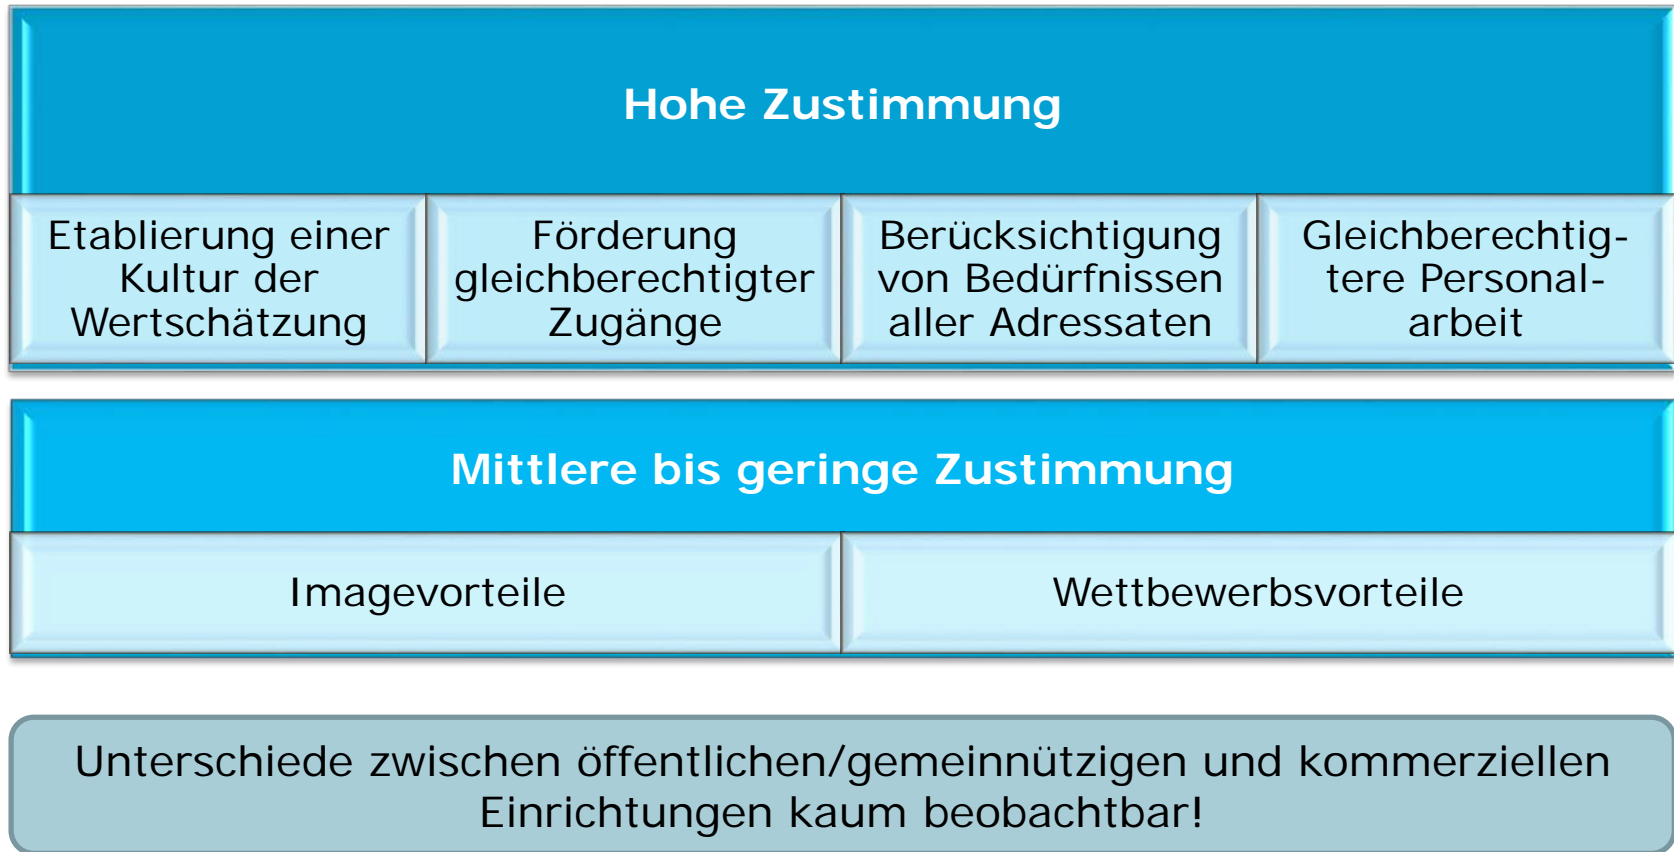 Hohe Zustimmung
Etablierung einer
Kultur der
Wertschätzung
Förderung
gleichberechtigter
Zugänge
Berücksichtigung
von Bedürfnissen
aller Adressaten
Gleichberechtig-
tere Personal-
arbeit
Mittlere bis geringe Zustimmung
Imagevorteile
Wettbewerbsvorteile
Unterschiede zwischen öffentlichen/gemeinnützigen und kommerziellen
Einrichtungen kaum beobachtbar!